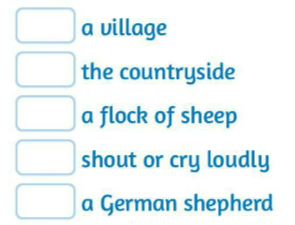 a village
the countryside
a flock of sheep
shout or cry loudly
a German shepherd